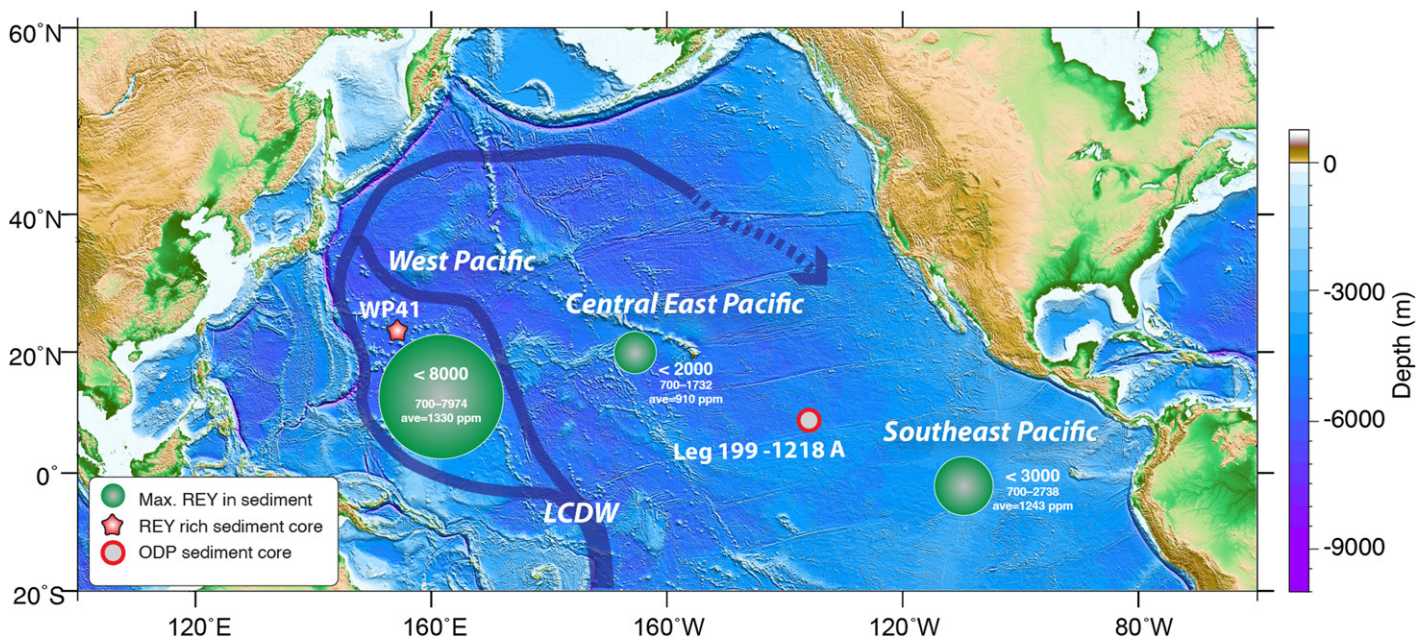 60˚N
40˚N
20˚N
0˚
20˚S
120˚E
160˚E
160˚W
120˚W
80˚W
West Pacific
WP41
Central East Pacific
< 8000
700–7974
ave=1330 ppm
< 2000
700–1732
ave=910 ppm
Leg 199 -1218 A
Southeast Pacific
< 3000
700–2738
ave=1243 ppm
LCDW
Max. REY in sediment
REY rich sediment core
ODP sediment core
0
-3000
-6000
-9000
Depth (m)